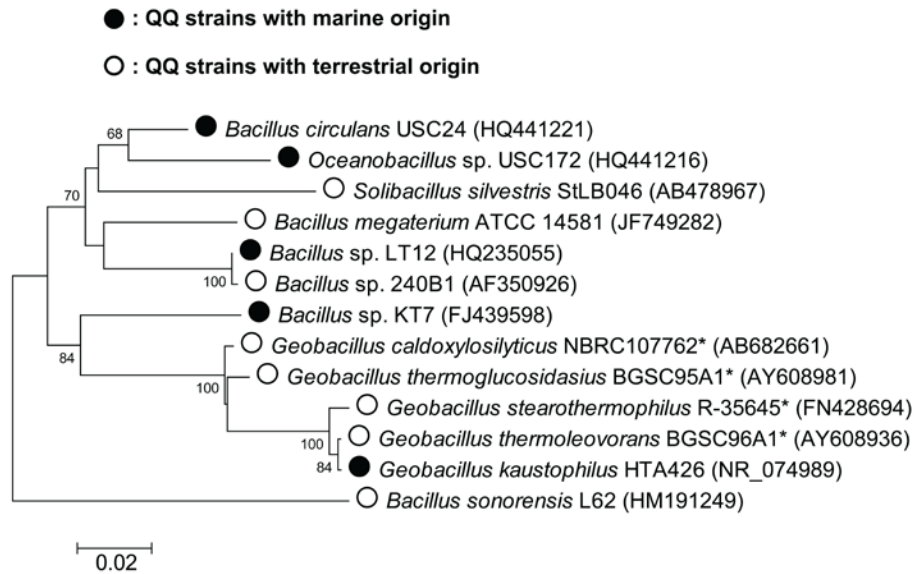 ● : QQ strains with marine origin
○ : QQ strains with terrestrial origin
68
Bacillus circulans USC24 (HQ441221)
Oceanobacillus sp. USC172 (HQ441216)
70
Solibacillus silvestris StLB046 (AB478967)
Bacillus megaterium ATCC 14581 (JF749282)
Bacillus sp. LT12 (HQ235055)
100
Bacillus sp. 240B1 (AF350926)
Bacillus sp. KT7 (FJ439598)
84
Geobacillus caldoxylosilyticus NBRC107762* (AB682661)
100
Geobacillus thermoglucosidasius BGSC95A1* (AY608981)
Geobacillus stearothermophilus R-35645* (FN428694)
100
Geobacillus thermoleovorans BGSC96A1* (AY608936)
84
Geobacillus kaustophilus HTA426 (NR_074989)
Bacillus sonorensis L62 (HM191249)
0.02